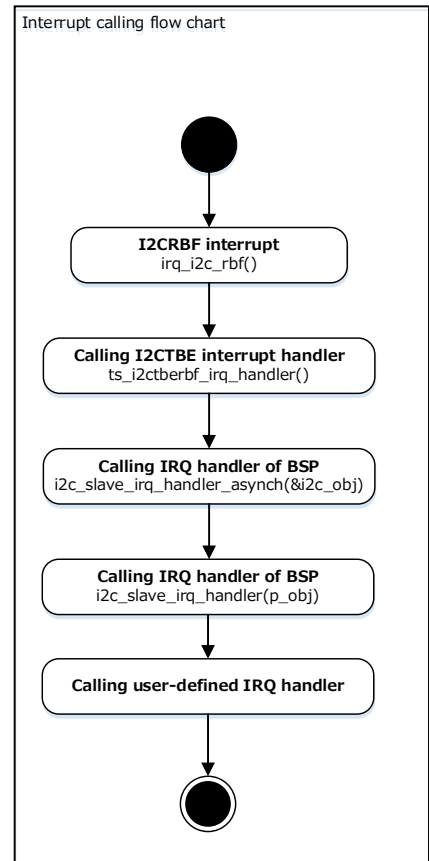 Interrupt calling flow chart
I2CRBF interrupt
irq_i2c_rbf()
Calling I2CTBE interrupt handler
ts_i2ctberbf_irq_handler()
Calling IRQ handler of BSP
i2c_slave_irq_handler_asynch(&i2c_obj)
Calling IRQ handler of BSP
i2c_slave_irq_handler(p_obj)
Calling user-defined IRQ handler